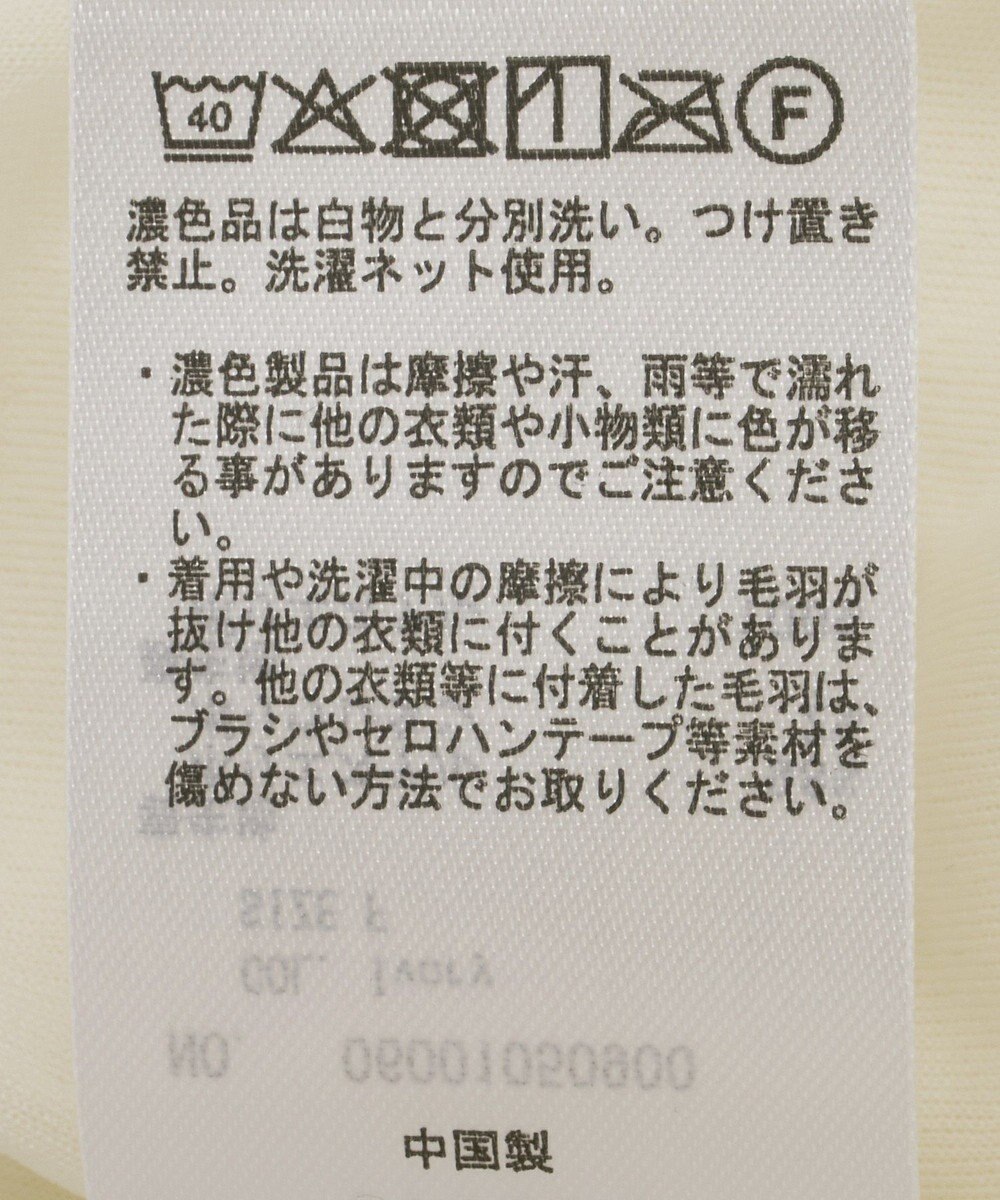 40 F
濃色品は白物と分別洗い。つけ置き
禁止。洗濯ネット使用。
・濃色製品は摩擦や汗、雨等で濡れ
た際に他の衣類や小物類に色が移
る事がありますのでご注意くださ
い。
・着用や洗濯中の摩擦により毛羽が
抜け他の衣類に付くことがありま
す。他の衣類等に付着した毛羽は、
ブラシやセロハンテープ等素材を
傷めない方法でお取りください。
SIZE F
COL. Ivory
NO. 06001050900
中国製